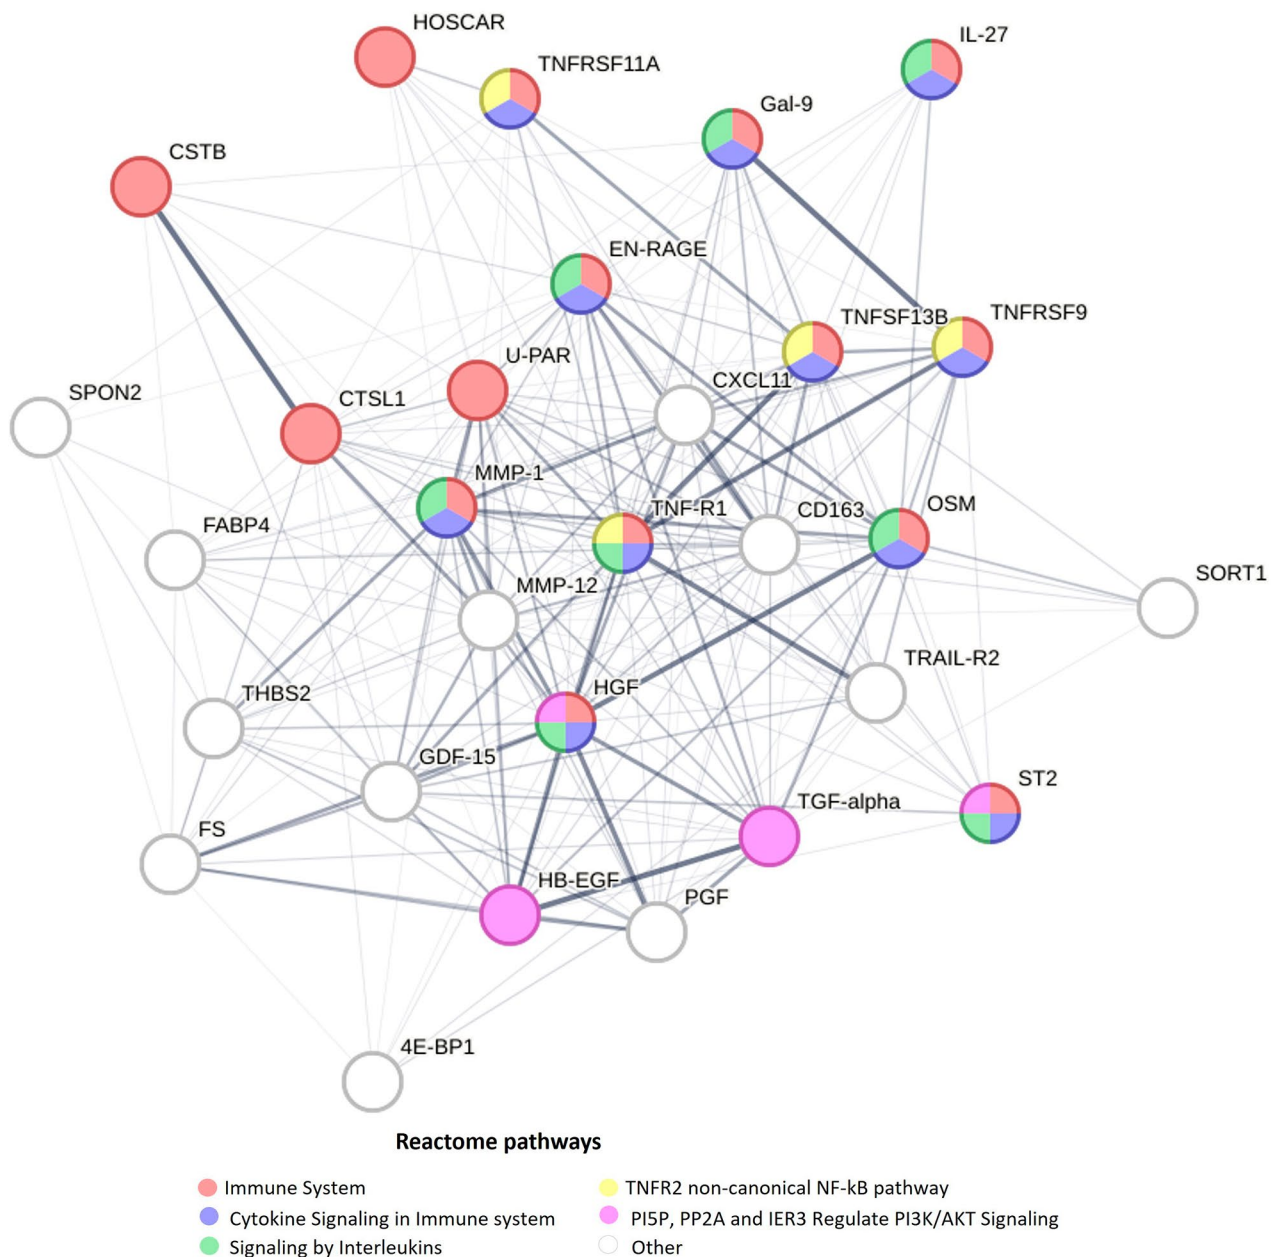 HOSCAR
IL-27
TNFRSF11A
Gal-9
CSTB
EN-RAGE
TNFSF13B
TNFRSF9
U-PAR
CXCL11
SPON2
CTSL1
MMP-1
TNF-R1
CD163
OSM
FABP4
SORT1
MMP-12
TRAIL-R2
HGF
THBS2
GDF-15
ST2
TGF-alpha
FS
HB-EGF
PGF
4E-BP1
Reactome pathways
Immune System
TNFR2 non-canonical NF-kB pathway
Cytokine Signaling in Immune system
PI5P, PP2A and IER3 Regulate PI3K/AKT Signaling
Signaling by Interleukins
Other